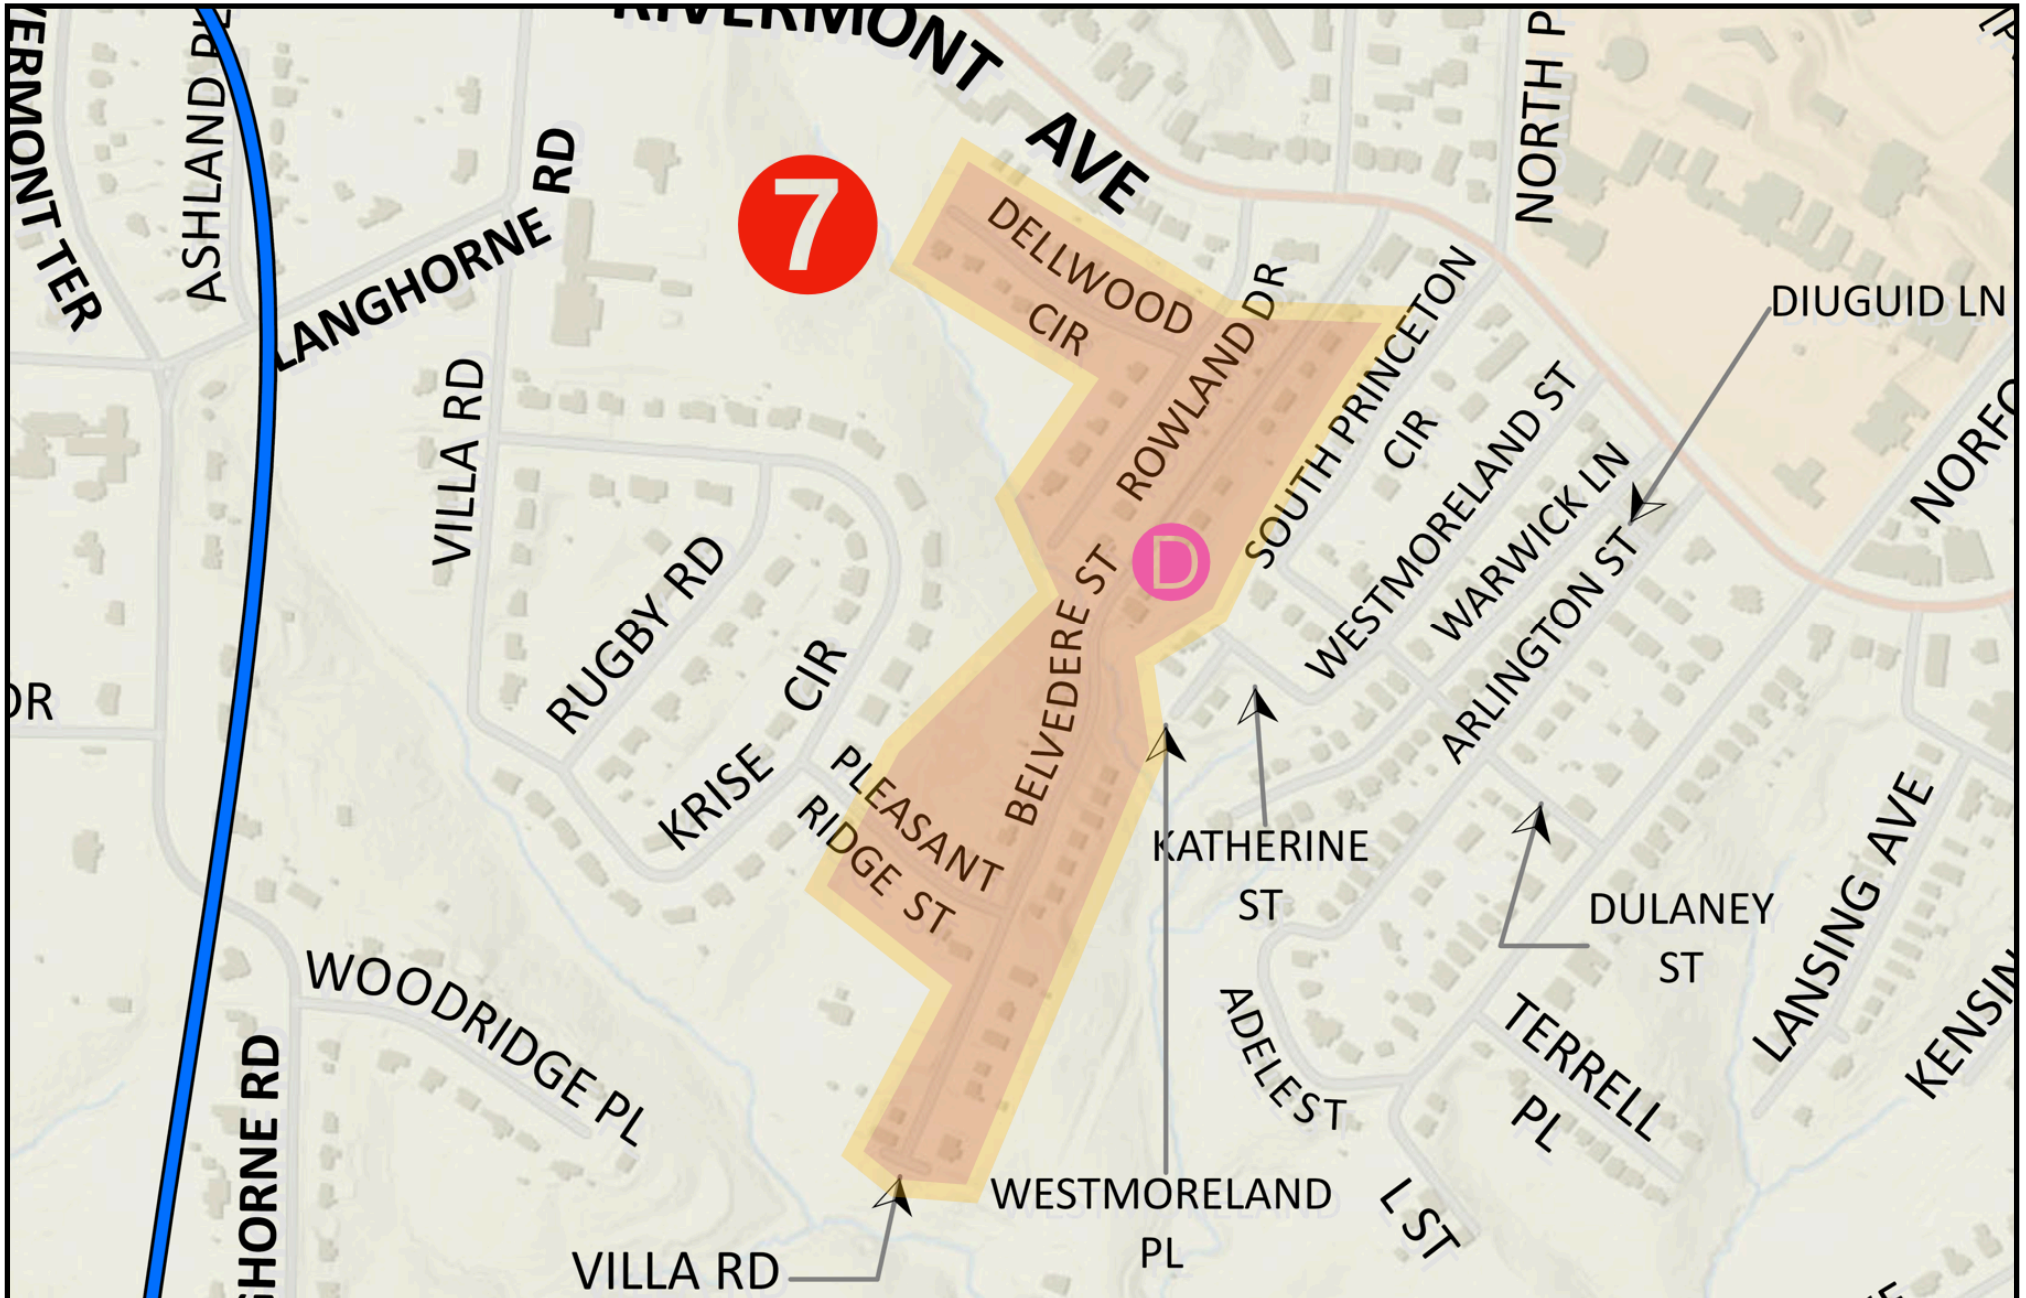 RIVERMONT
AVE
ASHLAND PL
LANGHORNE RD
7
NORTH P
DELLWOOD
CIR
ROWLAND DR
SOUTH PRINCETON
CIR
DIUGUID LN
VILLA RD
WESTMORELAND ST
WARWICK LN
ARLINGTON ST
D
BELVEDERE ST
RUGBY RD
KRISE CIR
PLEASANT
RIDGE ST
KATHERINE
ST
DULANEY
ST
LANSING AVE
WOODRIDGE PL
ADELE ST
TERRELL
PL
WESTMORELAND
PL
L ST
VILLA RD
ERMONT TER
GHORNE RD
NORFO
KENSIN
DR